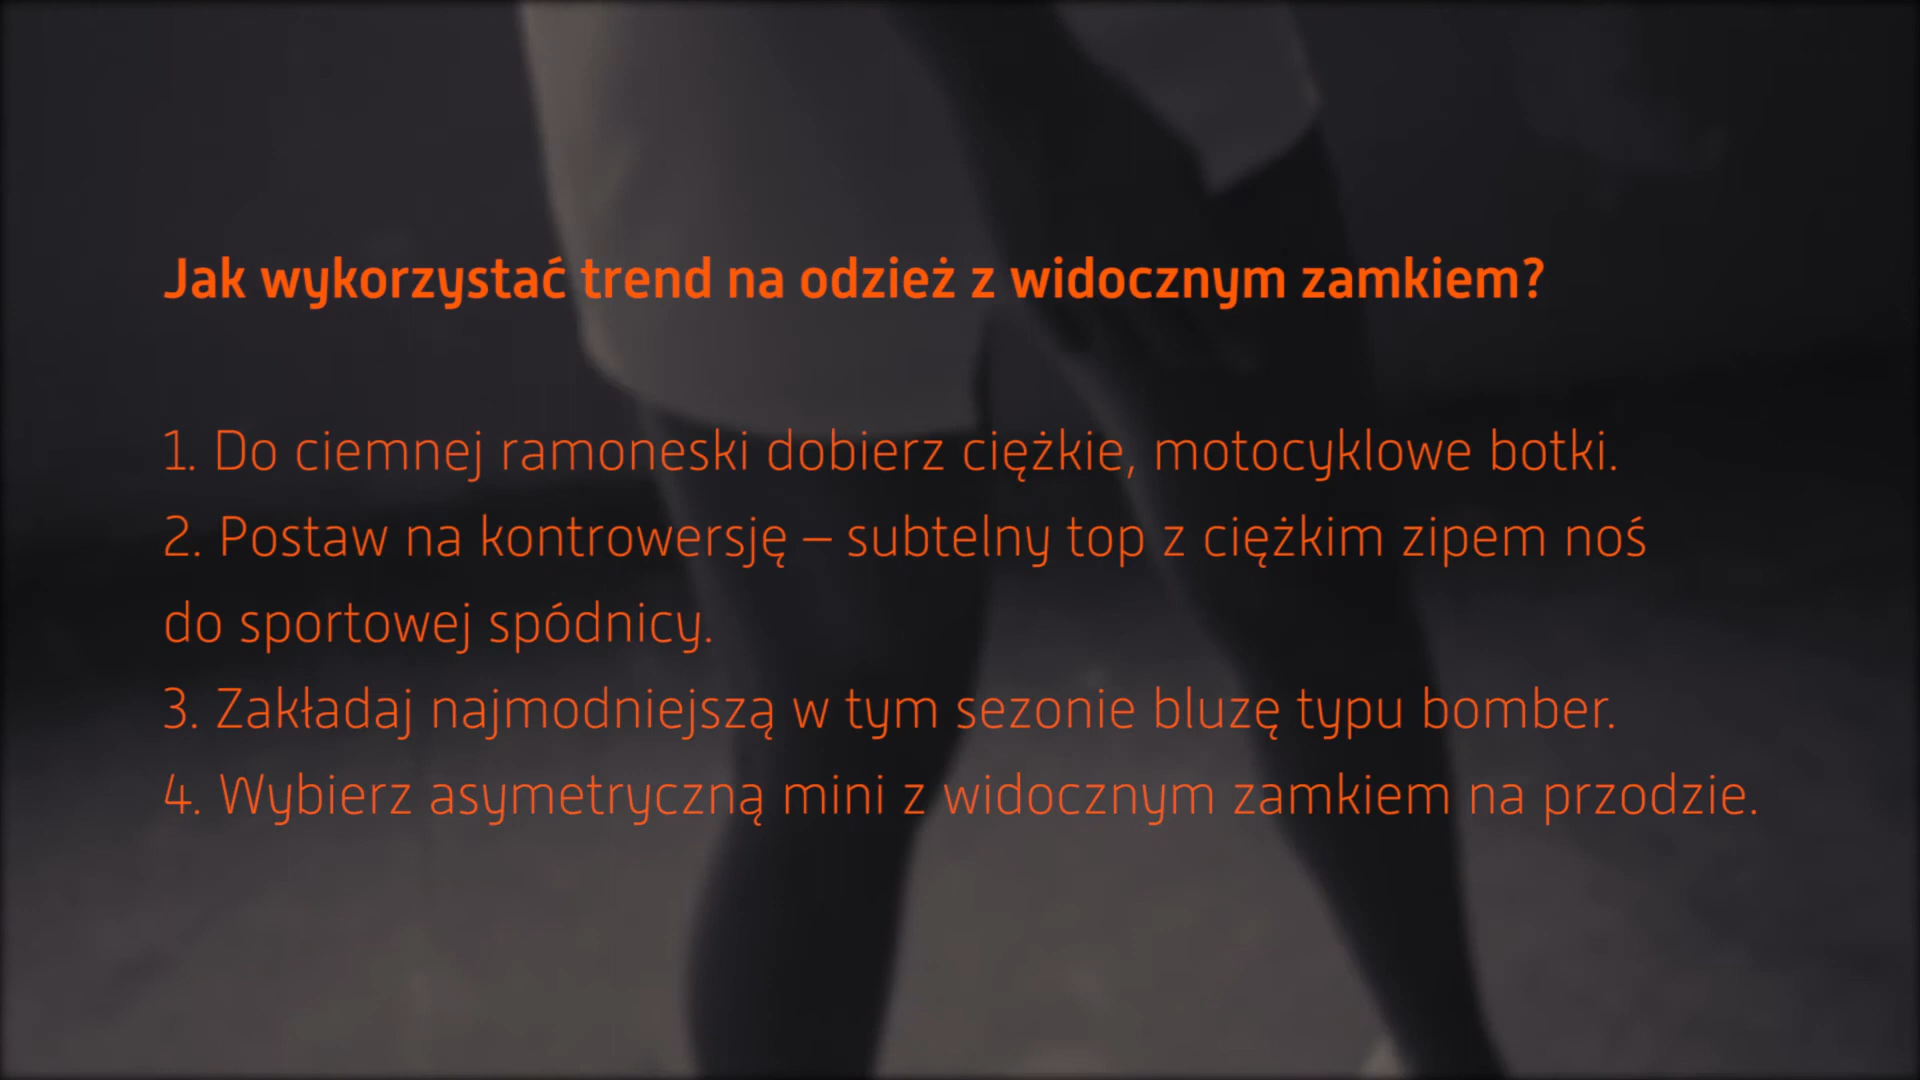 Jak wykorzystać trend na odzież z widocznym zamkiem?
1. Do ciemnej ramoneski dobierz ciężkie, motocyklowe botki.
2. Postaw na kontrowersję – subtelny top z ciężkim zipem noś
do sportowej spódnicy.
3. Zakładaj najmodniejszą w tym sezonie bluzę typu bomber.
4. Wybierz asymetryczną mini z widocznym zamkiem na przodzie.